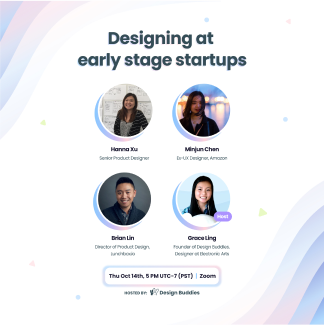 Designing at
early stage startups
Hanna Xu
Senior Product Designer
Minjun Chen
Ex-UX Designer, Amazon
Brian Lin
Director of Product Design,
Lunchboxio
Grace Ling
Founder of Design Buddies,
Designer at Electronic Arts
Host
Thu Oct 14th, 5 PM UTC-7 (PST) | Zoom
HOSTED BY Design Buddies